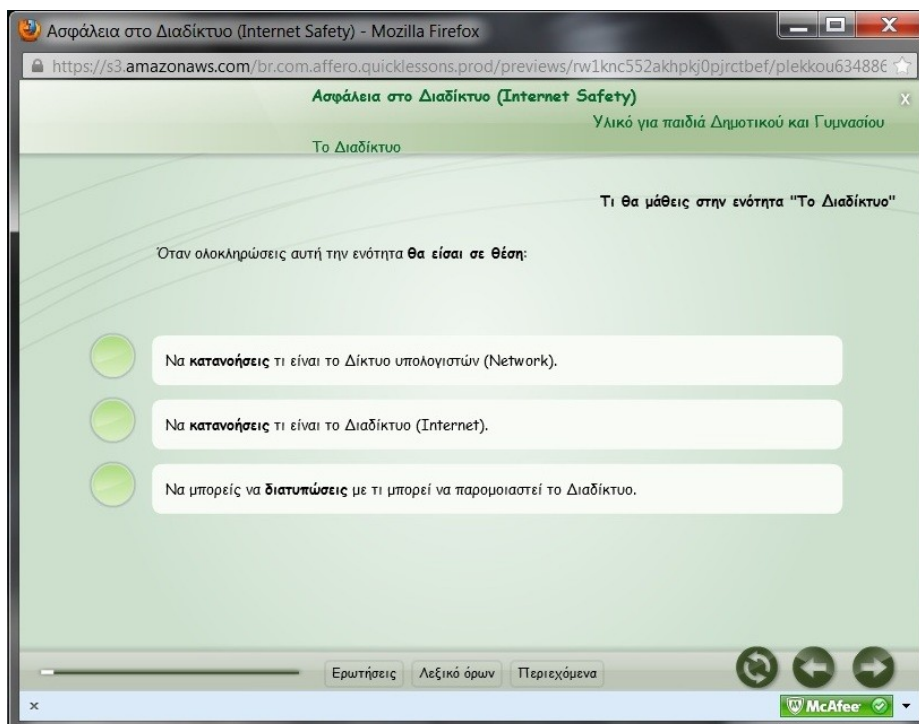 Ασφάλεια στο Διαδίκτυο (Internet Safety) - Mozilla Firefox
https://s3.amazonaws.com/br.com.affero.quicklessons.prod/previews/rw1knc552akhpkj0pjrctbef/plekkou634886
Ασφάλεια στο Διαδίκτυο (Internet Safety)
X
Υλικό για παιδιά Δημοτικού και Γυμνασίου
Το Διαδίκτυο
Τι θα μάθεις στην ενότητα "Το Διαδίκτυο"
Όταν ολοκληρώσεις αυτή την ενότητα θα είσαι σε θέση:
Να κατανοήσεις τι είναι το Δίκτυο υπολογιστών (Network).
Να κατανοήσεις τι είναι το Διαδίκτυο (Internet).
Να μπορείς να διατυπώσεις με τι μπορεί να παρομοιαστεί το Διαδίκτυο.
Ερωτήσεις Λεξικό όρων Περιεχόμενα
x McAfee